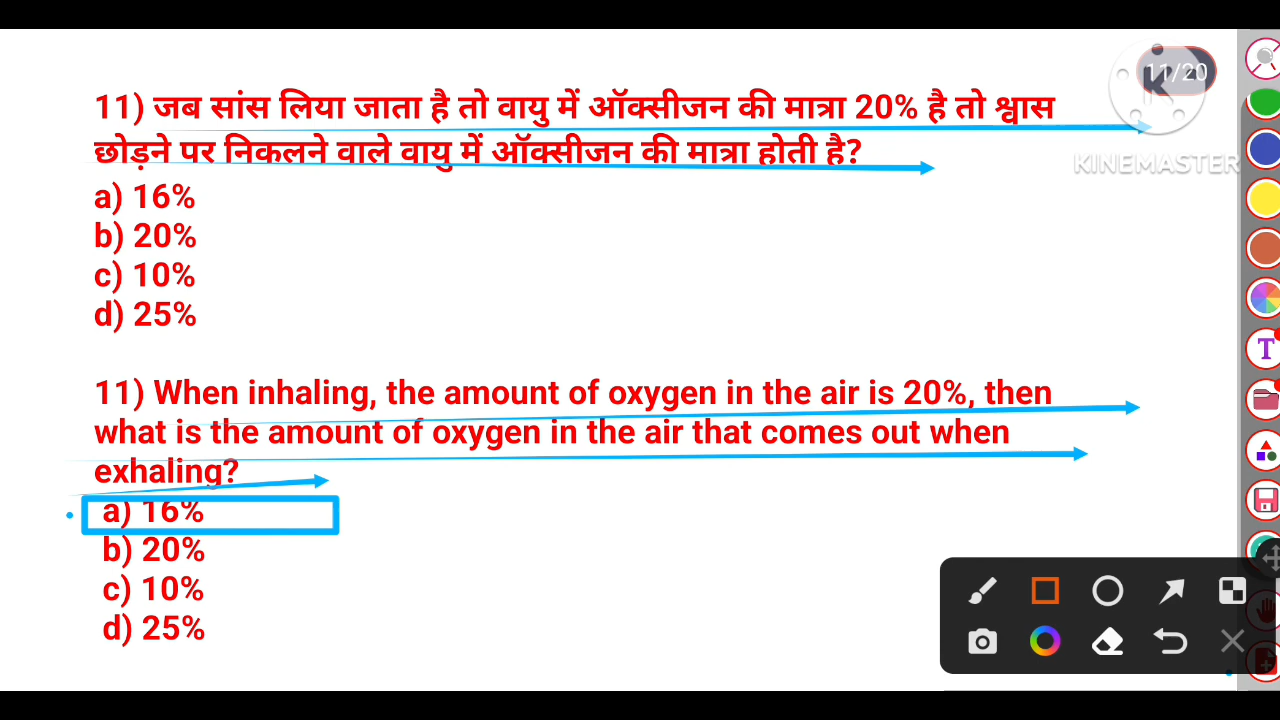 11/20
11) जब सांस लिया जाता है तो वायु में ऑक्सीजन की मात्रा 20% है तो श्वास
छोड़ने पर निकलने वाले वायु में ऑक्सीजन की मात्रा होती है?
KINEMASTER
a) 16%
b) 20%
c) 10%
d) 25%
11) When inhaling, the amount of oxygen in the air is 20%, then
what is the amount of oxygen in the air that comes out when
exhaling?
a) 16%
b) 20%
c) 10%
d) 25%
T